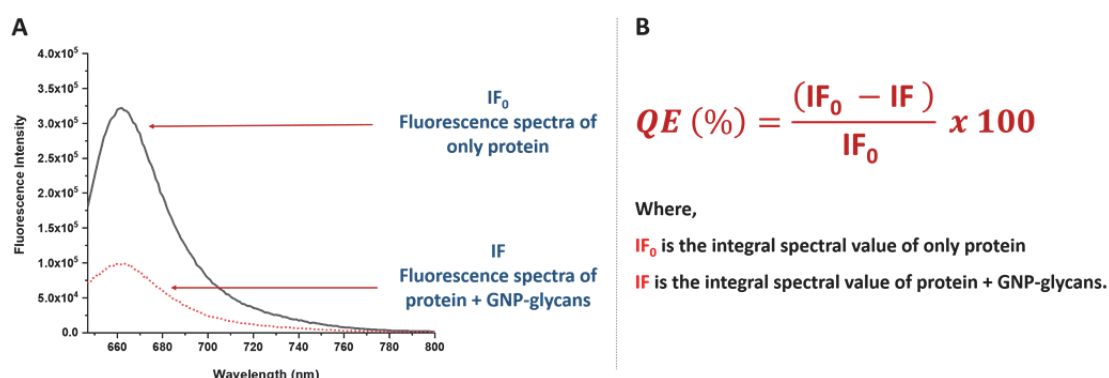 A
4.0x10⁵
3.5x10⁵
3.0x10⁵
2.5x10⁵
2.0x10⁵
1.5x10⁵
1.0x10⁵
5.0x10⁴
0.0
Fluorescence Intensity
660 680 700 720 740 760 780 800
Wavelength (nm)
IF₀
Fluorescence spectra of
only protein
IF
Fluorescence spectra of
protein + GNP-glycans
B
QE (%) = (IF₀ − IF ) / IF₀ x 100
Where,
IF₀ is the integral spectral value of only protein
IF is the integral spectral value of protein + GNP-glycans.